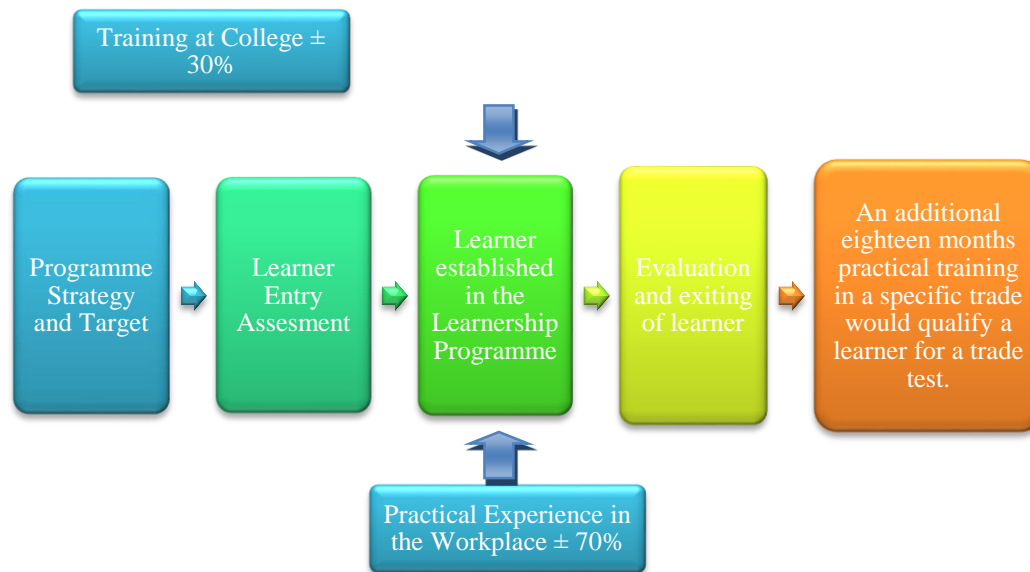 Training at College ±
30%
Programme
Strategy
and Target
Learner
Entry
Assesment
Learner
established
in the
Learnership
Programme
Evaluation
and exiting
of learner
An additional
eighteen months
practical training
in a specific trade
would qualify a
learner for a trade
test.
Practical Experience in
the Workplace ± 70%